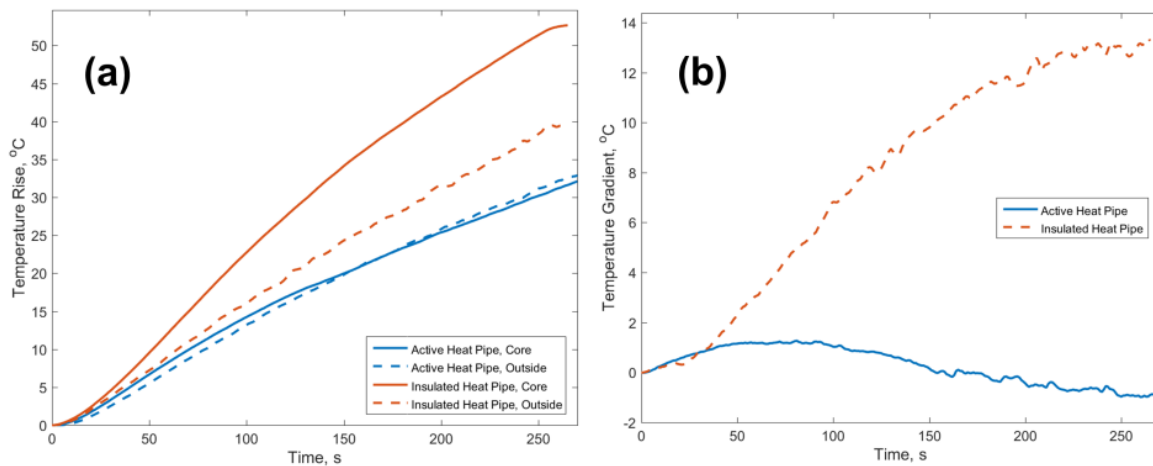 (a)
Temperature Rise, °C
50
45
40
35
30
25
20
15
10
5
0
0
50
100
150
200
250
Time, s
Active Heat Pipe, Core
Active Heat Pipe, Outside
Insulated Heat Pipe, Core
Insulated Heat Pipe, Outside
(b)
Temperature Gradient, °C
14
12
10
8
6
4
2
0
-2
0
50
100
150
200
250
Time, s
Active Heat Pipe
Insulated Heat Pipe